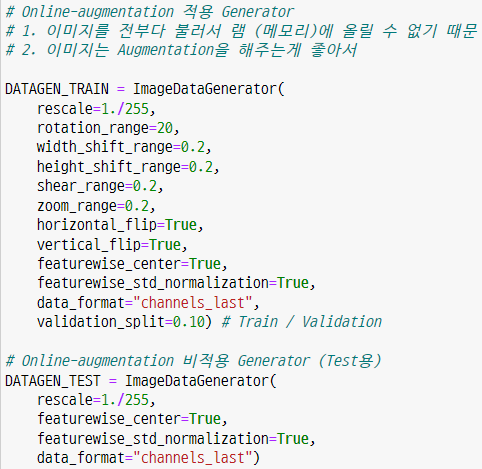 # Online-augmentation 적용 Generator
# 1. 이미지를 전부다 불러서 램 (메모리)에 올릴 수 없기 때문
# 2. 이미지는 Augmentation을 해주는게 좋아서
DATAGEN_TRAIN = ImageDataGenerator(
    rescale=1./255,
    rotation_range=20,
    width_shift_range=0.2,
    height_shift_range=0.2,
    shear_range=0.2,
    zoom_range=0.2,
    horizontal_flip=True,
    vertical_flip=True,
    featurewise_center=True,
    featurewise_std_normalization=True,
    data_format="channels_last",
    validation_split=0.10) # Train / Validation
# Online-augmentation 비적용 Generator (Test용)
DATAGEN_TEST = ImageDataGenerator(
    rescale=1./255,
    featurewise_center=True,
    featurewise_std_normalization=True,
    data_format="channels_last")